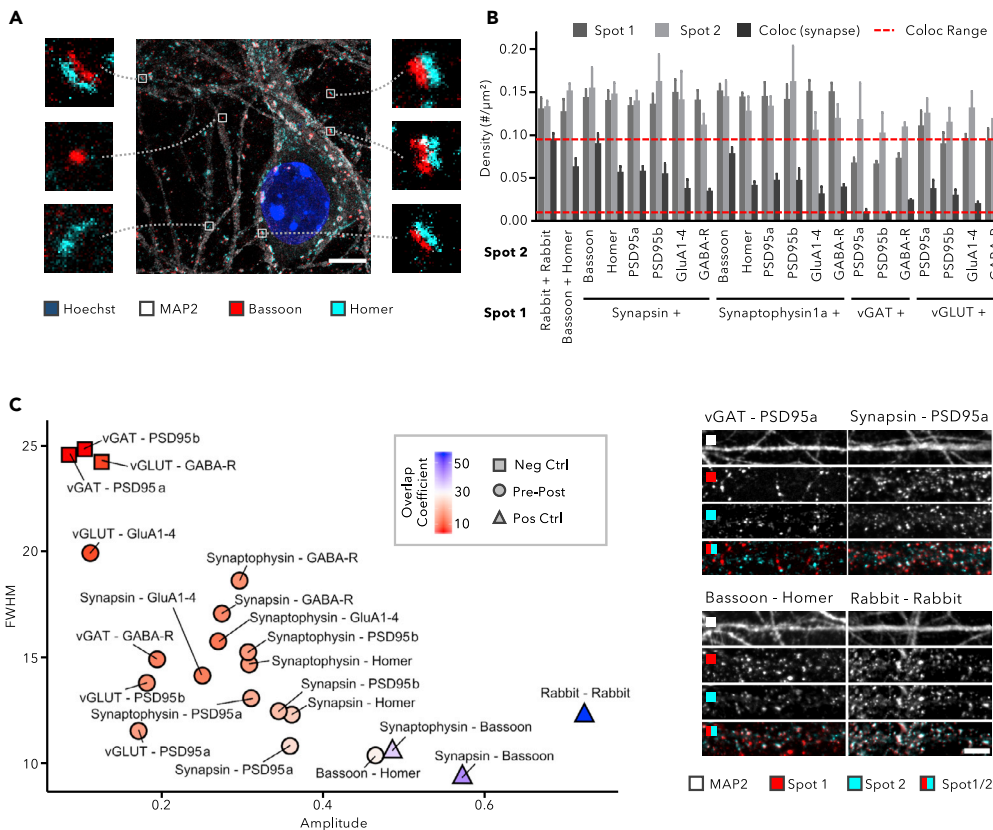 A
Hoechst MAP2 Bassoon Homer
B
Spot 1 Spot 2 Coloc (synapse) Coloc Range
Density (#/µm²)
0.20
0.15
0.10
0.05
0.00
Spot 2
Rabbit + Rabbit
Bassoon + Homer
Bassoon
Homer
PSD95a
PSD95b
GluA1-4
GABA-R
Bassoon
Homer
PSD95a
PSD95b
GluA1-4
GABA-R
PSD95a
PSD95b
GABA-R
PSD95a
PSD95b
GluA1-4
GABA-R
Spot 1
Synapsin + Synaptophysin1a + vGAT + vGLUT +
C
FWHM
25
20
15
10
0.2 0.4 0.6
Amplitude
vGAT - PSD95b
vGLUT - GABA-R
vGAT - PSD95a
vGLUT - GluA1-4
Synaptophysin - GABA-R
Synapsin - GluA1-4
Synapsin - GABA-R
Synaptophysin - GluA1-4
vGAT - GABA-R
Synaptophysin - PSD95b
Synaptophysin - Homer
vGLUT - PSD95b
Synapsin - PSD95b
Synaptophysin - PSD95a
Synapsin - Homer
Rabbit - Rabbit
vGLUT - PSD95a
Synaptophysin - Bassoon
Synapsin - PSD95a
Bassoon - Homer
Synapsin - Bassoon
Overlap
Coefficient
50
30
10
Neg Ctrl
Pre-Post
Pos Ctrl
vGAT - PSD95a Synapsin - PSD95a
Bassoon - Homer Rabbit - Rabbit
MAP2 Spot 1 Spot 2 Spot1/2